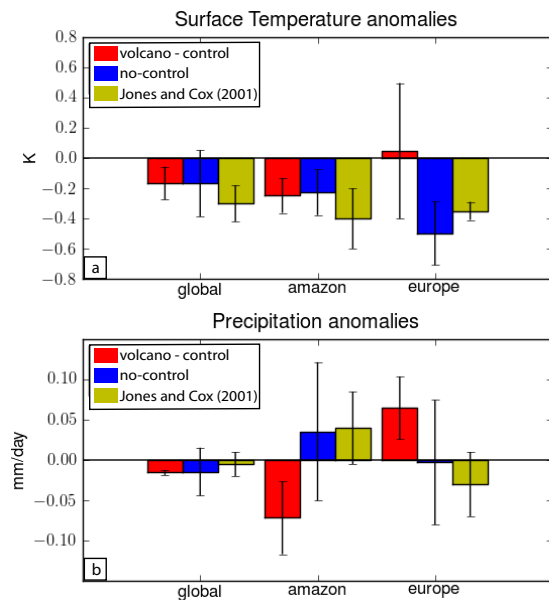 Surface Temperature anomalies
0.8
volcano - control
0.6
no-control
0.4
Jones and Cox (2001)
0.2
K
0.0
−0.2
−0.4
−0.6
−0.8
a
global
amazon
europe
Precipitation anomalies
volcano - control
0.10
no-control
Jones and Cox (2001)
0.05
mm/day
0.00
−0.05
−0.10
b
global
amazon
europe